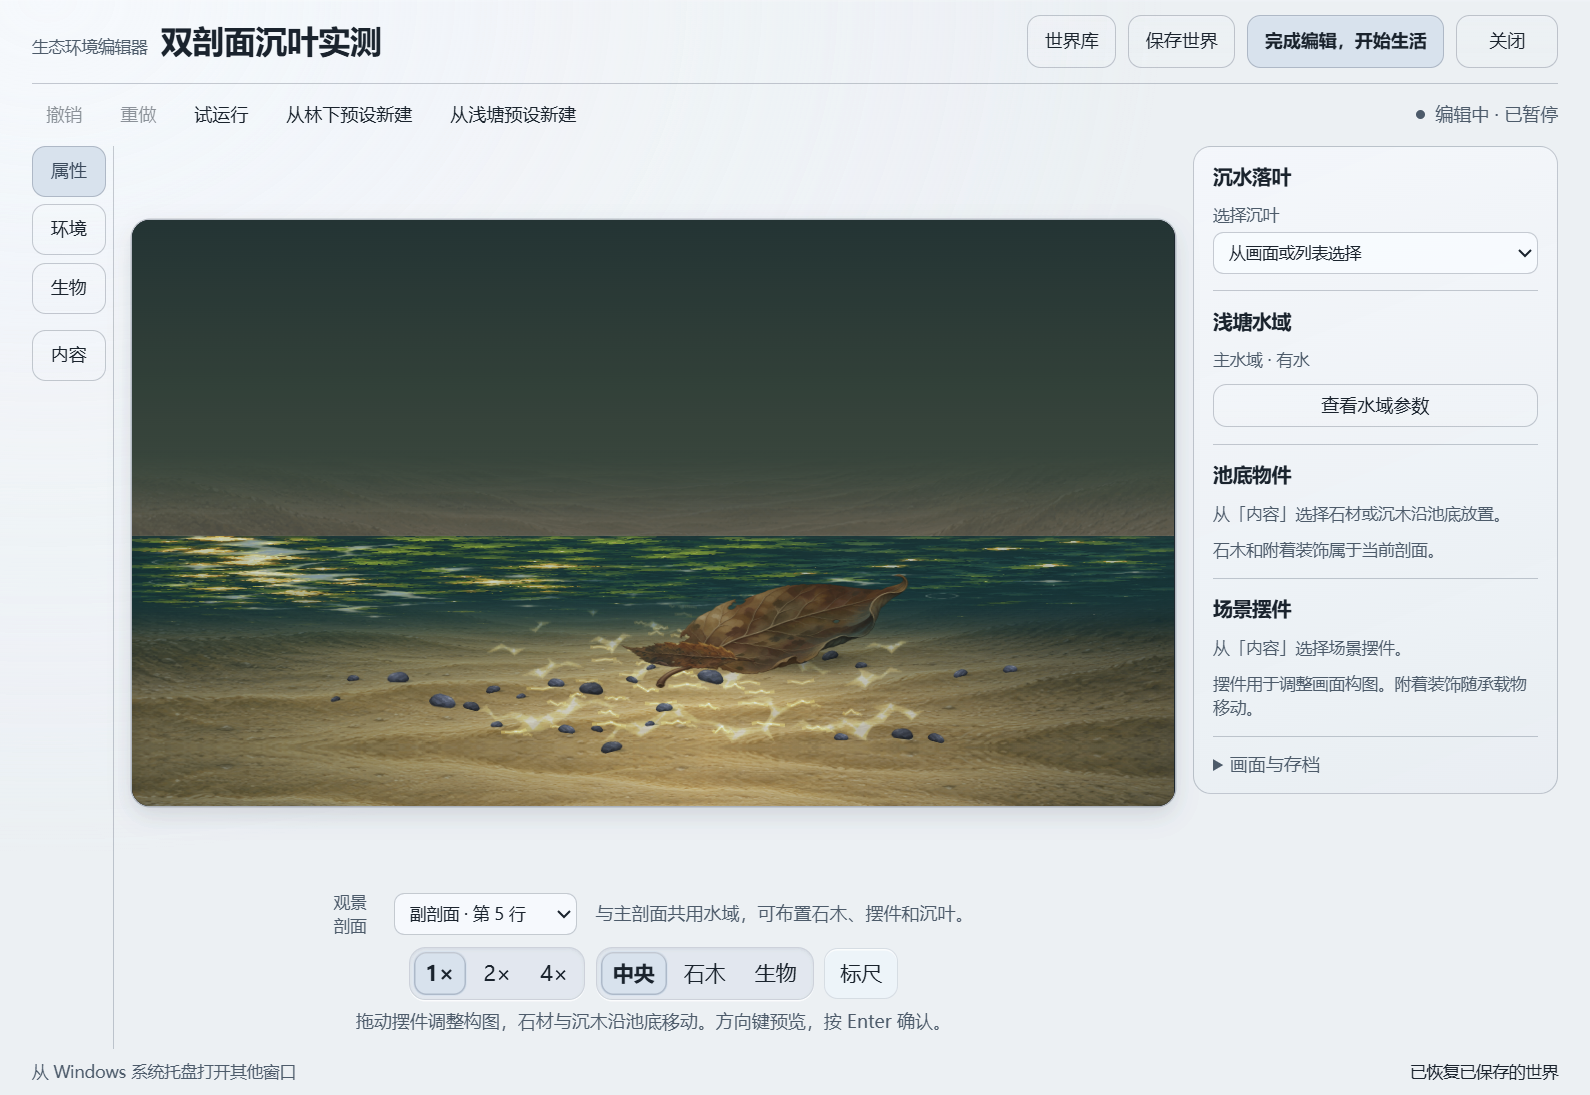 生态环境编辑器 双剖面沉叶实测
世界库 保存世界 完成编辑，开始生活 关闭
撤销 重做 试运行 从林下预设新建 从浅塘预设新建
编辑中 · 已暂停
属性
环境
生物
内容
沉水落叶
选择沉叶
从画面或列表选择
浅塘水域
主水域 · 有水
查看水域参数
池底物件
从「内容」选择石材或沉木沿池底放置。
石木和附着装饰属于当前剖面。
场景摆件
从「内容」选择场景摆件。
摆件用于调整画面构图。附着装饰随承载物
移动。
画面与存档
观景
剖面
副剖面 · 第 5 行
与主剖面共用水域，可布置石木、摆件和沉叶。
1× 2× 4× 中央 石木 生物 标尺
拖动摆件调整构图，石材与沉木沿池底移动。方向键预览，按 Enter 确认。
从 Windows 系统托盘打开其他窗口
已恢复已保存的世界